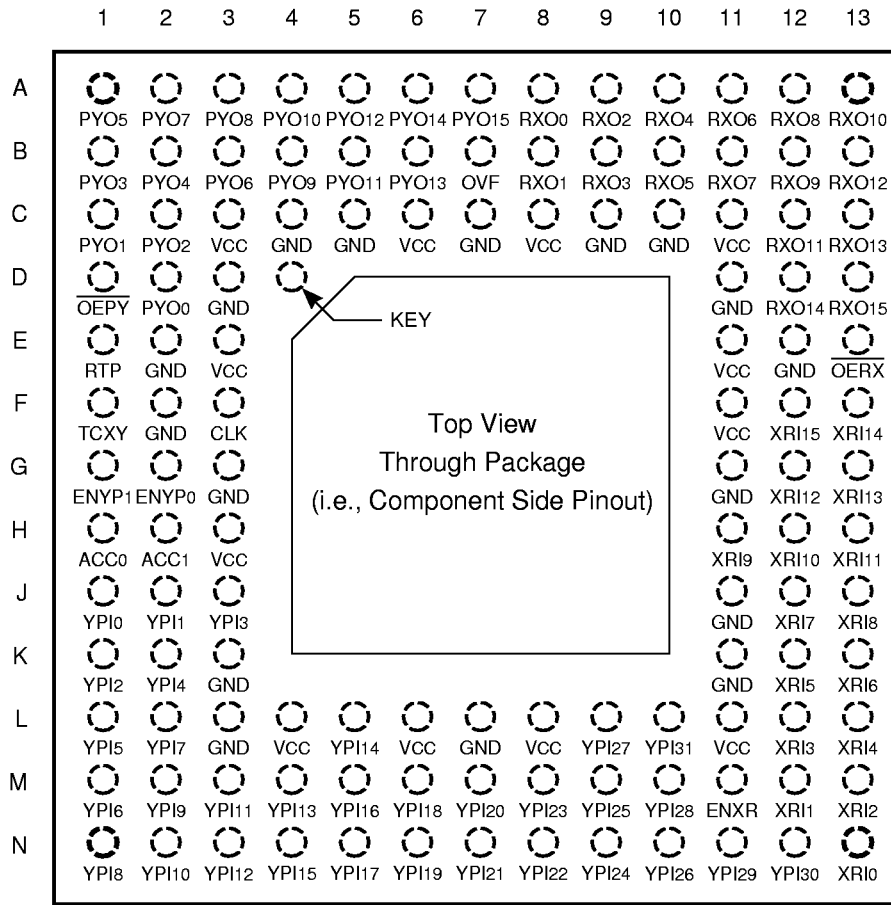 1 2 3 4 5 6 7 8 9 10 11 12 13
A
PYO5 PYO7 PYO8 PYO10 PYO12 PYO14 PYO15 RXO0 RXO2 RXO4 RXO6 RXO8 RXO10
B
PYO3 PYO4 PYO6 PYO9 PYO11 PYO13 OVF RXO1 RXO3 RXO5 RXO7 RXO9 RXO12
C
PYO1 PYO2 VCC GND GND VCC GND VCC GND GND VCC RXO11 RXO13
D
OEPY PYO0 GND KEY GND RXO14 RXO15
E
RTP GND VCC VCC GND OERX
F
Top View
TCXY GND CLK VCC XRI15 XRI14
G
Through Package
ENYP1 ENYP0 GND GND XRI12 XRI13
(i.e., Component Side Pinout)
H
ACC0 ACC1 VCC XRI9 XRI10 XRI11
J
YPI0 YPI1 YPI3 GND XRI7 XRI8
K
YPI2 YPI4 GND GND XRI5 XRI6
L
YPI5 YPI7 GND VCC YPI14 VCC GND VCC YPI27 YPI31 VCC XRI3 XRI4
M
YPI6 YPI9 YPI11 YPI13 YPI16 YPI18 YPI20 YPI23 YPI25 YPI28 ENXR XRI1 XRI2
N
YPI8 YPI10 YPI12 YPI15 YPI17 YPI19 YPI21 YPI22 YPI24 YPI26 YPI29 YPI30 XRI0